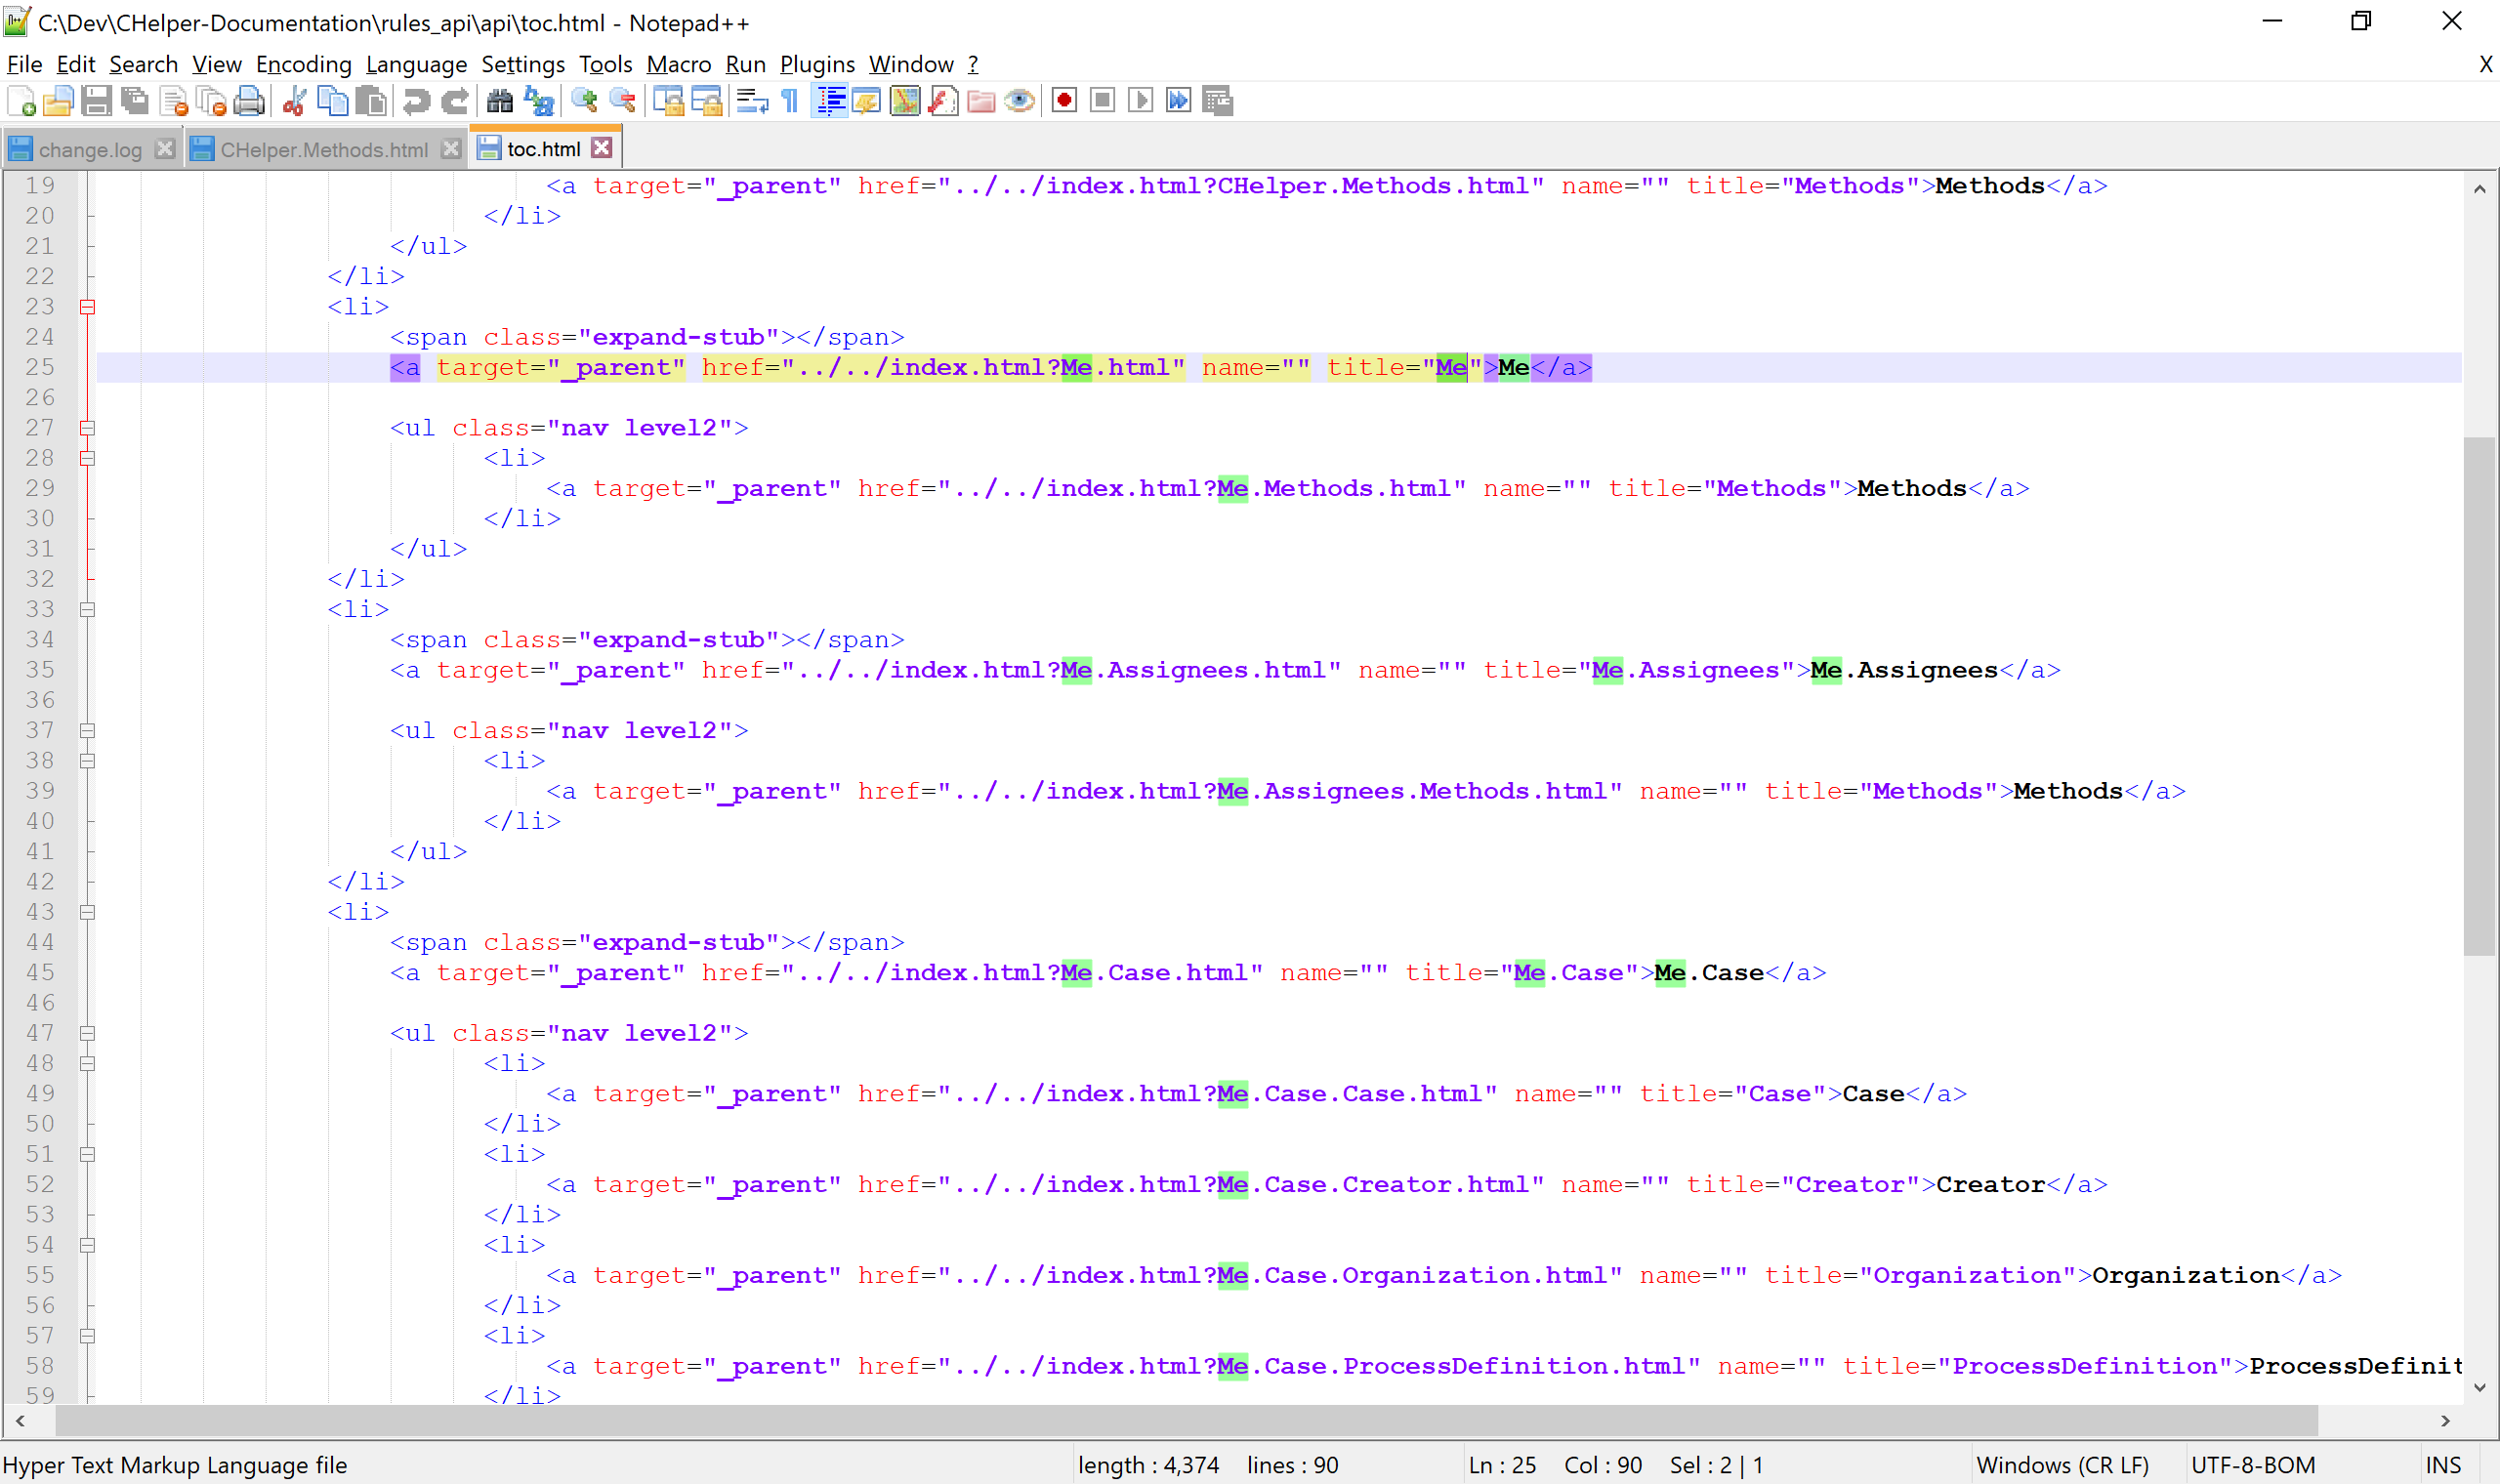 C:\Dev\CHelper-Documentation\rules_api\api\toc.html - Notepad++
File Edit Search View Encoding Language Settings Tools Macro Run Plugins Window ? X
change.log CHelper.Methods.html toc.html
19 <a target="_parent" href="../../index.html?CHelper.Methods.html" name="" title="Methods">Methods</a>
20 </li>
21 </ul>
22 </li>
23 <li>
24 <span class="expand-stub"></span>
25 <a target="_parent" href="../../index.html?Me.html" name="" title="Me">Me</a>
26
27 <ul class="nav level2">
28 <li>
29 <a target="_parent" href="../../index.html?Me.Methods.html" name="" title="Methods">Methods</a>
30 </li>
31 </ul>
32 </li>
33 <li>
34 <span class="expand-stub"></span>
35 <a target="_parent" href="../../index.html?Me.Assignees.html" name="" title="Me.Assignees">Me.Assignees</a>
36
37 <ul class="nav level2">
38 <li>
39 <a target="_parent" href="../../index.html?Me.Assignees.Methods.html" name="" title="Methods">Methods</a>
40 </li>
41 </ul>
42 </li>
43 <li>
44 <span class="expand-stub"></span>
45 <a target="_parent" href="../../index.html?Me.Case.html" name="" title="Me.Case">Me.Case</a>
46
47 <ul class="nav level2">
48 <li>
49 <a target="_parent" href="../../index.html?Me.Case.Case.html" name="" title="Case">Case</a>
50 </li>
51 <li>
52 <a target="_parent" href="../../index.html?Me.Case.Creator.html" name="" title="Creator">Creator</a>
53 </li>
54 <li>
55 <a target="_parent" href="../../index.html?Me.Case.Organization.html" name="" title="Organization">Organization</a>
56 </li>
57 <li>
58 <a target="_parent" href="../../index.html?Me.Case.ProcessDefinition.html" name="" title="ProcessDefinition">ProcessDefinit
59 </li>
Hyper Text Markup Language file length : 4,374 lines : 90 Ln : 25 Col : 90 Sel : 2 | 1 Windows (CR LF) UTF-8-BOM INS